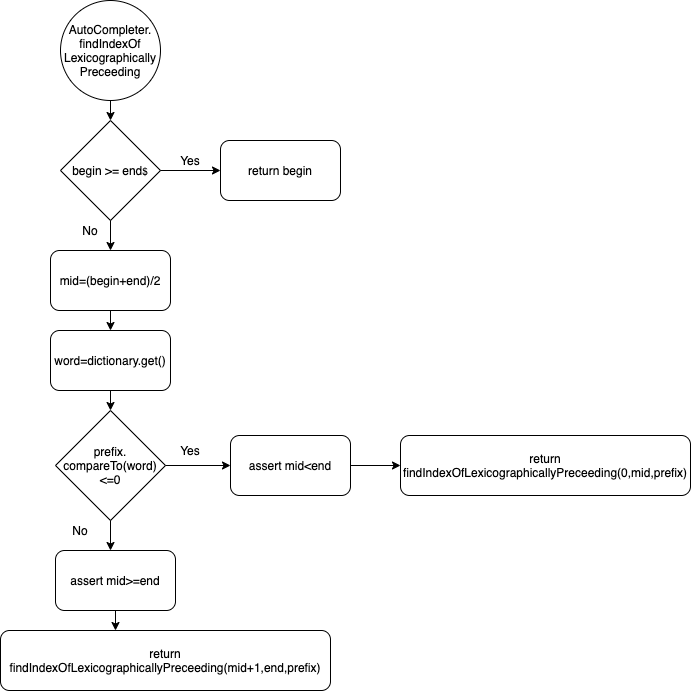 AutoCompleter.
findIndexOf
Lexicographically
Preceeding
begin >= end$
Yes
return begin
No
mid=(begin+end)/2
word=dictionary.get()
prefix.
compareTo(word)
<=0
Yes
assert mid<end
return
findIndexOfLexicographicallyPreceeding(0,mid,prefix)
No
assert mid>=end
return
findIndexOfLexicographicallyPreceeding(mid+1,end,prefix)